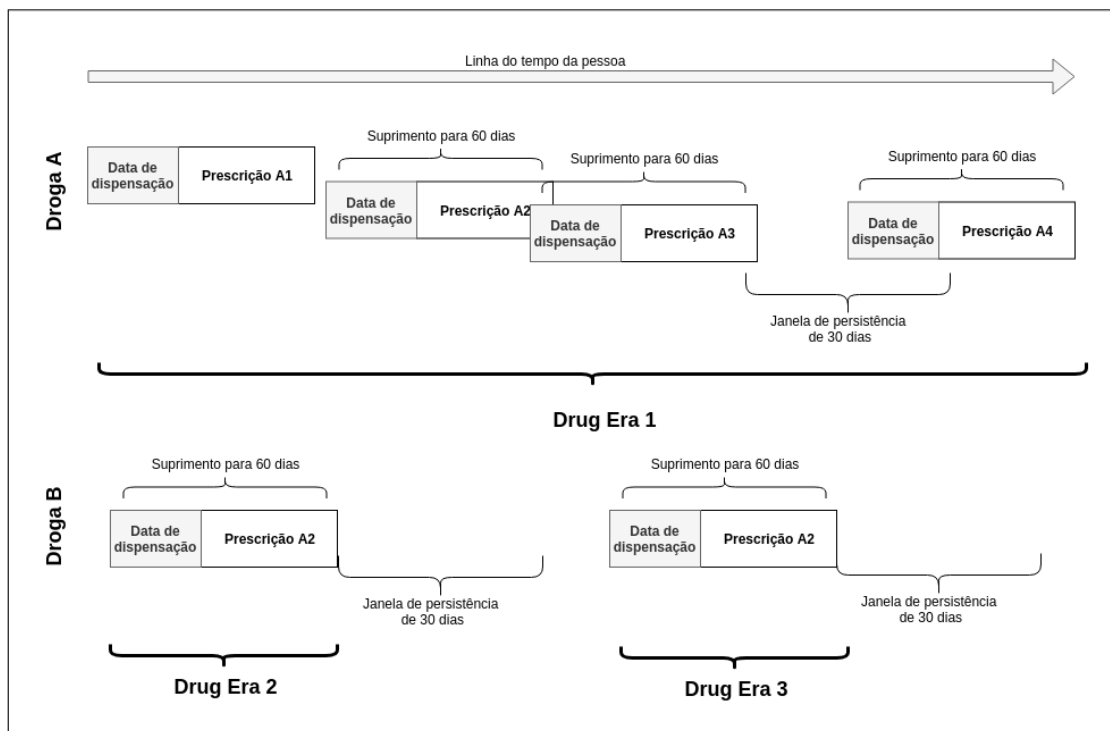 Linha do tempo da pessoa
Droga A
Data de
dispensação
Prescrição A1
Suprimento para 60 dias
Data de
dispensação
Prescrição A2
Suprimento para 60 dias
Data de
dispensação
Prescrição A3
Suprimento para 60 dias
Data de
dispensação
Prescrição A4
Janela de persistência
de 30 dias
Drug Era 1
Droga B
Suprimento para 60 dias
Data de
dispensação
Prescrição A2
Janela de persistência
de 30 dias
Drug Era 2
Suprimento para 60 dias
Data de
dispensação
Prescrição A2
Janela de persistência
de 30 dias
Drug Era 3